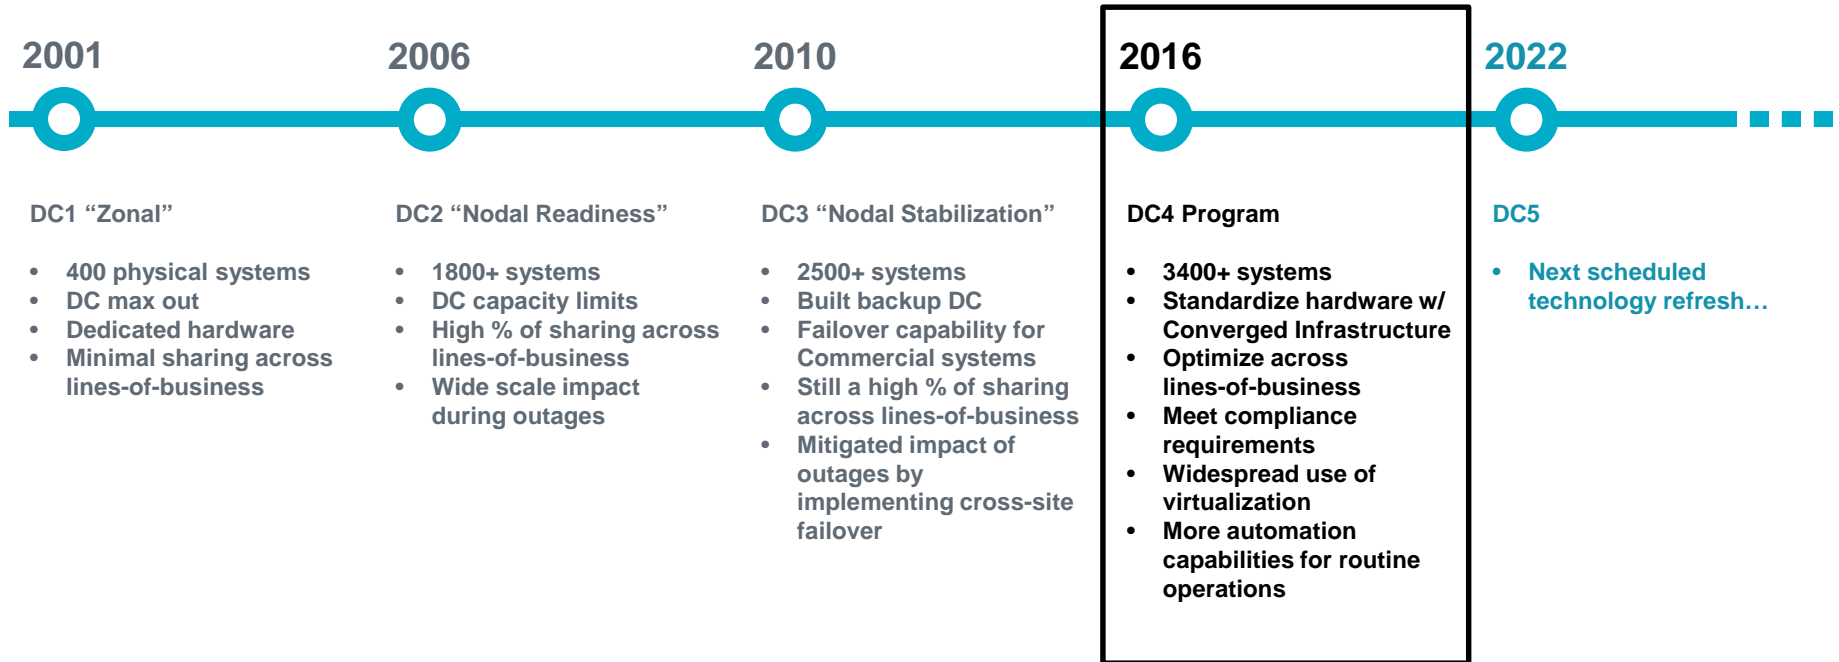 2001
2006
2010
2016
2022
DC1 “Zonal”
• 400 physical systems
• DC max out
• Dedicated hardware
• Minimal sharing across
lines-of-business
DC2 “Nodal Readiness”
• 1800+ systems
• DC capacity limits
• High % of sharing across
lines-of-business
• Wide scale impact
during outages
DC3 “Nodal Stabilization”
• 2500+ systems
• Built backup DC
• Failover capability for
Commercial systems
• Still a high % of sharing
across lines-of-business
• Mitigated impact of
outages by
implementing cross-site
failover
DC4 Program
• 3400+ systems
• Standardize hardware w/
Converged Infrastructure
• Optimize across
lines-of-business
• Meet compliance
requirements
• Widespread use of
virtualization
• More automation
capabilities for routine
operations
DC5
• Next scheduled
technology refresh…